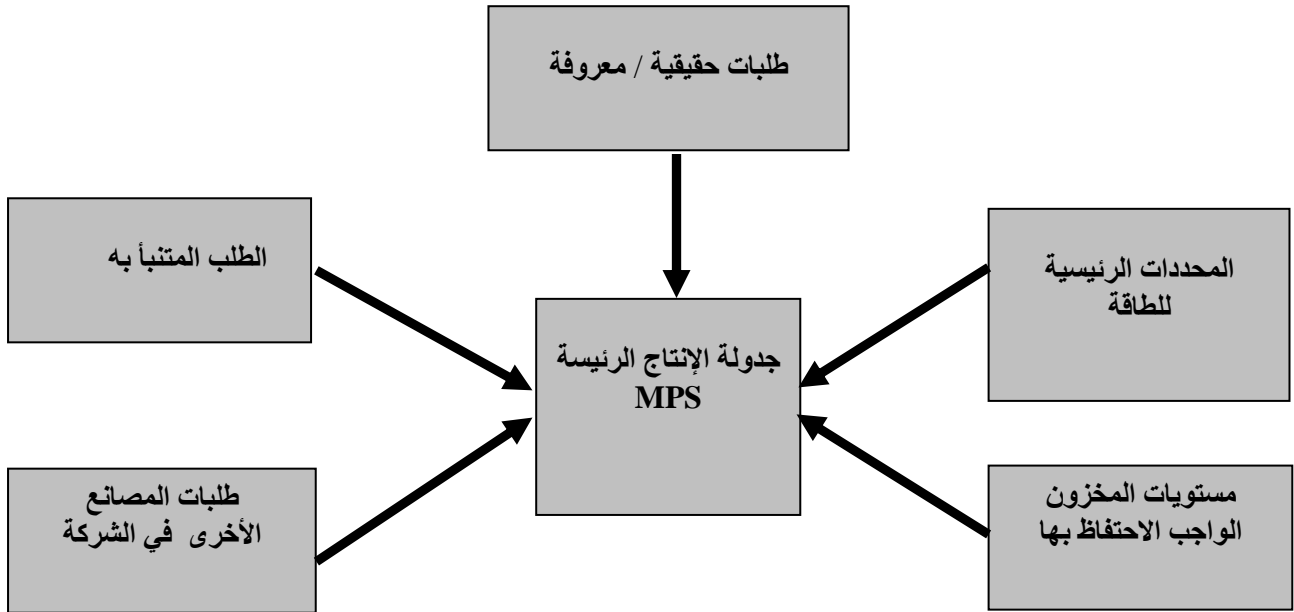 طلبات حقيقية / معروفة
الطلب المتنبأ به
المحددات الرئيسية
للطاقة
جدولة الإنتاج الرئيسة
MPS
طلبات المصانع
الأخرى في الشركة
مستويات المخزون
الواجب الاحتفاظ بها